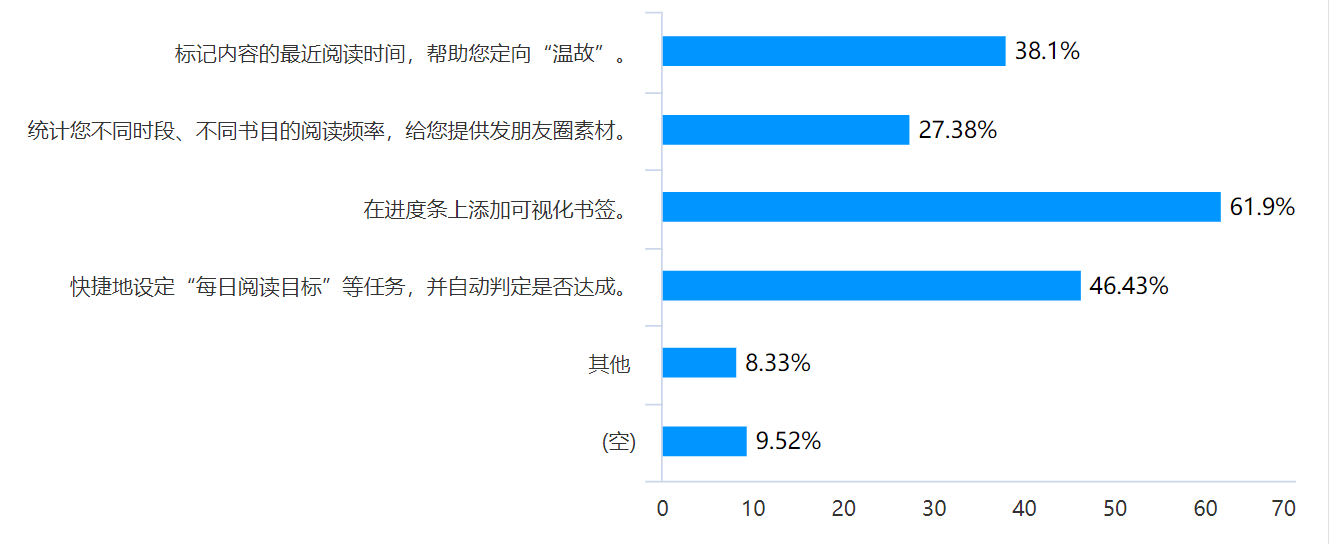 标记内容的最近阅读时间，帮助您定向“温故”。
38.1%
统计您不同时段、不同书目的阅读频率，给您提供发朋友圈素材。
27.38%
在进度条上添加可视化书签。
61.9%
快捷地设定“每日阅读目标”等任务，并自动判定是否达成。
46.43%
其他
8.33%
(空)
9.52%
0 10 20 30 40 50 60 70